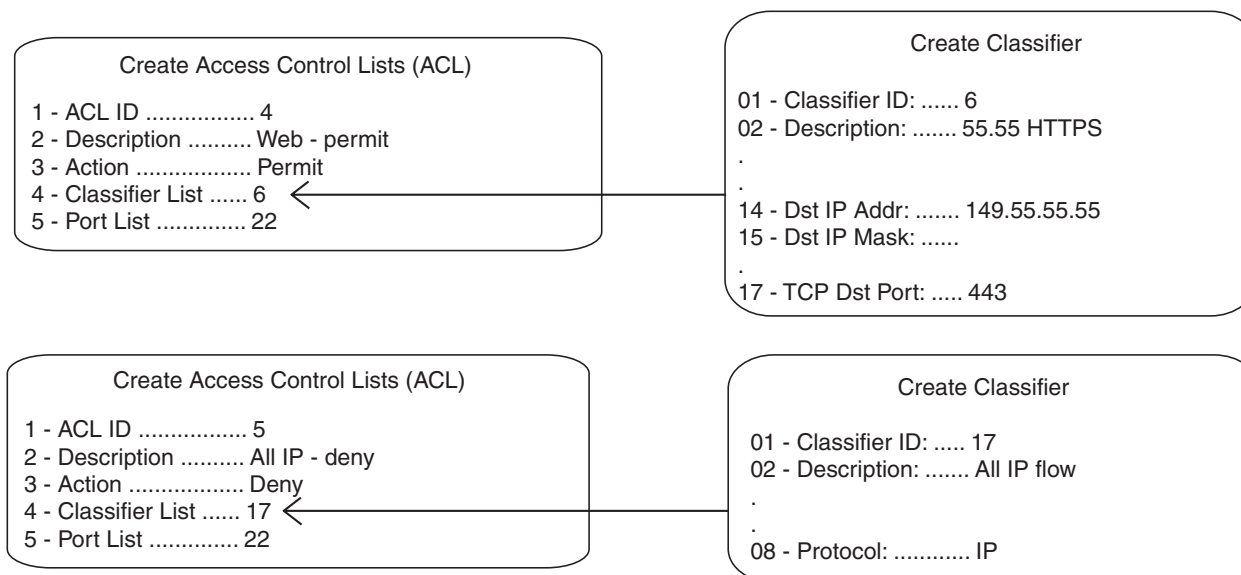 Create Access Control Lists (ACL)
1 - ACL ID ................. 4
2 - Description .......... Web - permit
3 - Action .................. Permit
4 - Classifier List ...... 6
5 - Port List .............. 22
Create Classifier
01 - Classifier ID: ...... 6
02 - Description: ....... 55.55 HTTPS
.
.
14 - Dst IP Addr: ....... 149.55.55.55
15 - Dst IP Mask: ......
.
17 - TCP Dst Port: ..... 443
Create Access Control Lists (ACL)
1 - ACL ID ................. 5
2 - Description .......... All IP - deny
3 - Action .................. Deny
4 - Classifier List ...... 17
5 - Port List .............. 22
Create Classifier
01 - Classifier ID: ..... 17
02 - Description: ....... All IP flow
.
.
08 - Protocol: ............ IP